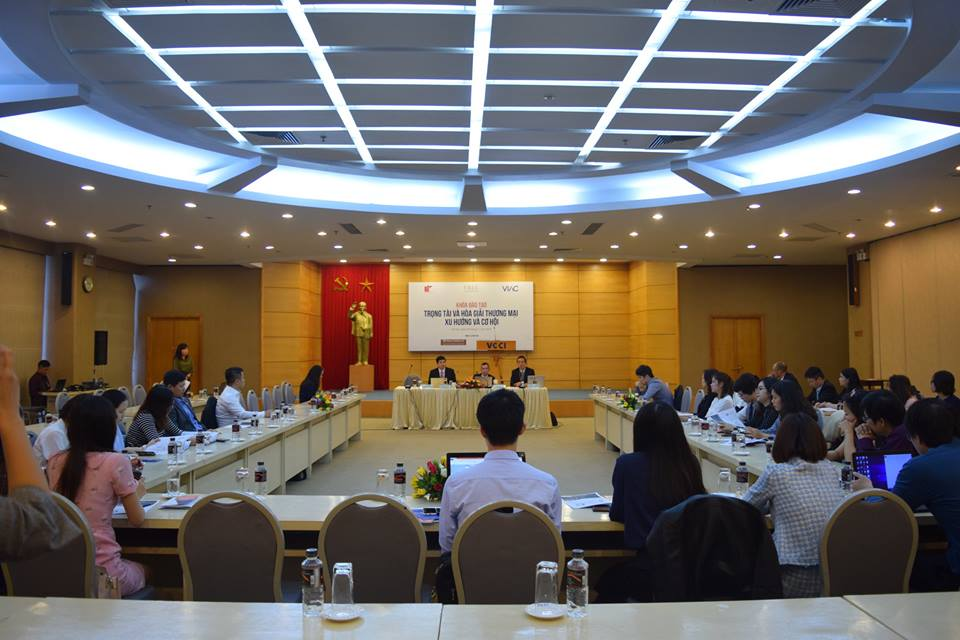 VIAC
KHÓA ĐÀO TẠO
TRỌNG TÀI VÀ HÒA GIẢI THƯƠNG MẠI
XU HƯỚNG VÀ CƠ HỘI
VCCI